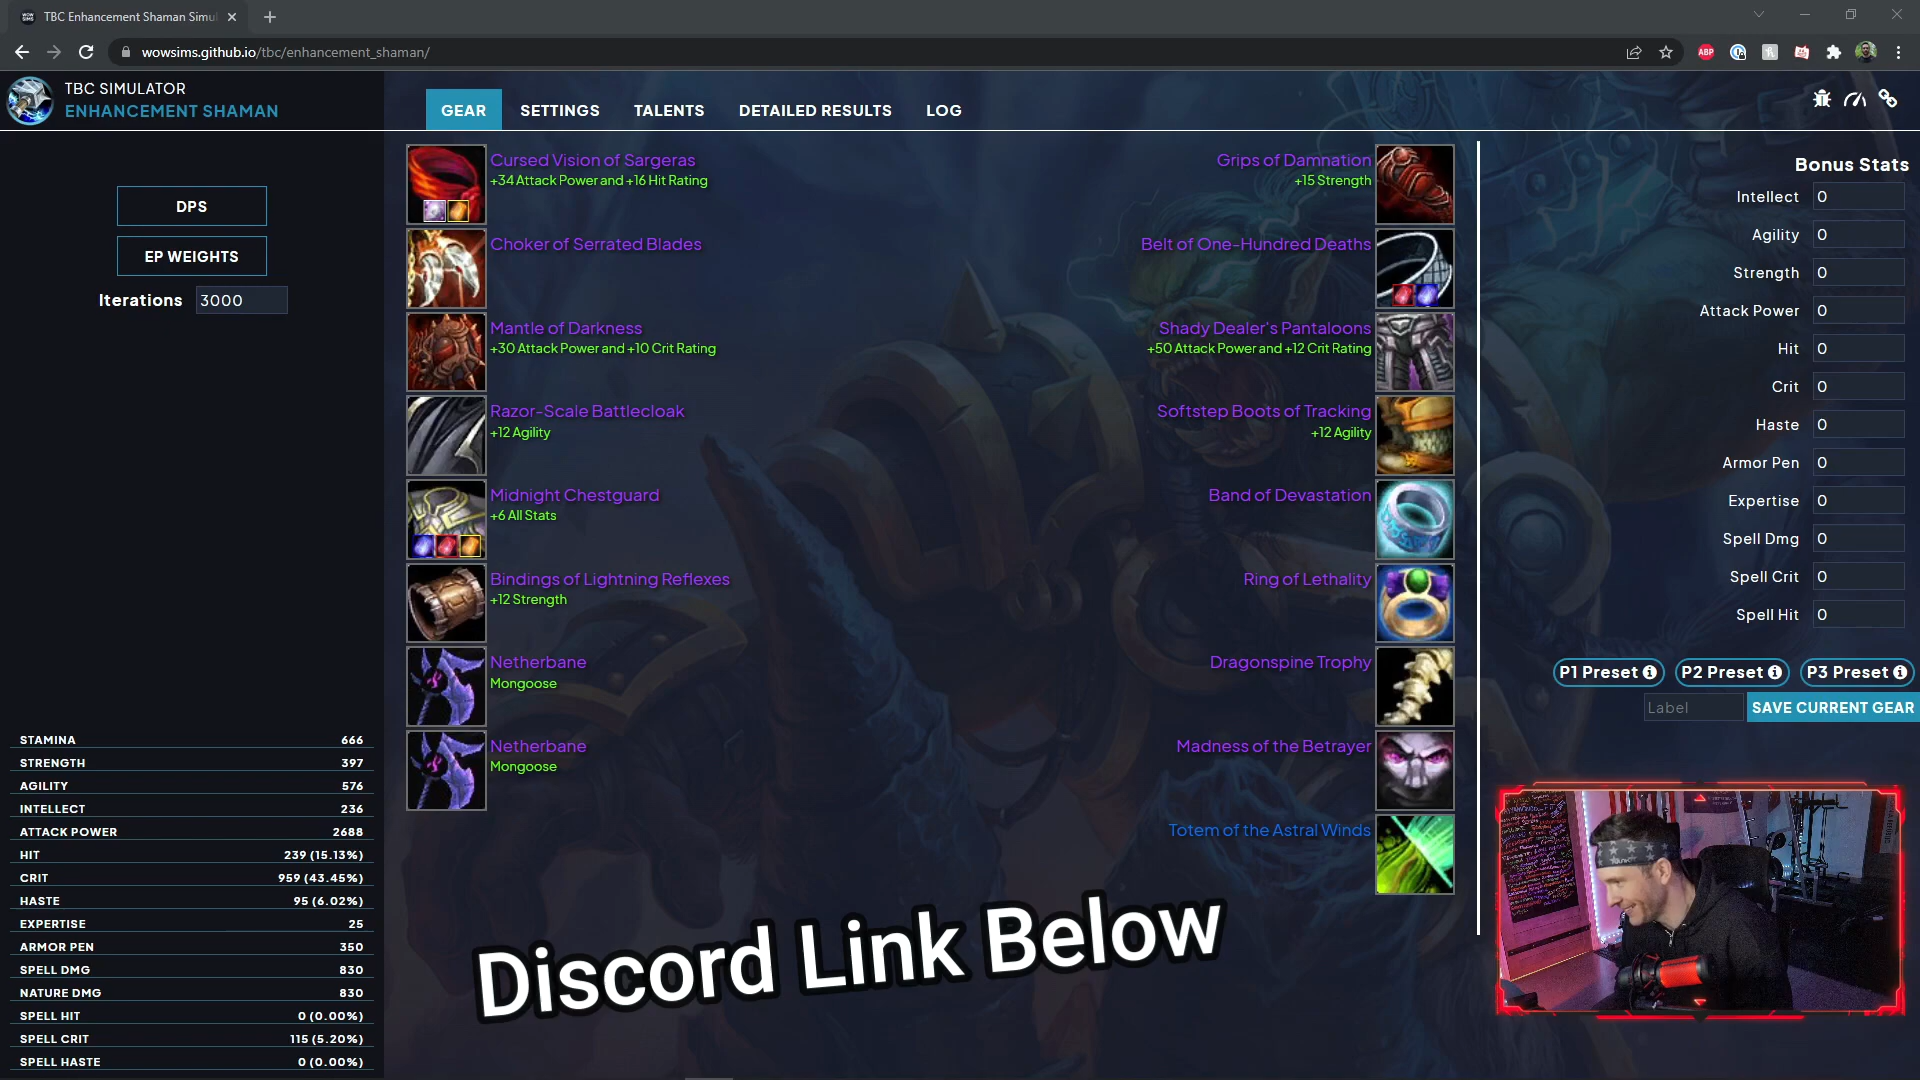 TBC Enhancement Shaman Simu
wowsims.github.io/tbc/enhancement_shaman/
ABP
TBC SIMULATOR
ENHANCEMENT SHAMAN
GEAR
SETTINGS
TALENTS
DETAILED RESULTS
LOG
DPS
EP WEIGHTS
Iterations 3000
STAMINA 666
STRENGTH 397
AGILITY 576
INTELLECT 236
ATTACK POWER 2688
HIT 239 (15.13%)
CRIT 959 (43.45%)
HASTE 95 (6.02%)
EXPERTISE 25
ARMOR PEN 350
SPELL DMG 830
NATURE DMG 830
SPELL HIT 0 (0.00%)
SPELL CRIT 115 (5.20%)
SPELL HASTE 0 (0.00%)
Cursed Vision of Sargeras
+34 Attack Power and +16 Hit Rating
Choker of Serrated Blades
Mantle of Darkness
+30 Attack Power and +10 Crit Rating
Razor-Scale Battlecloak
+12 Agility
Midnight Chestguard
+6 All Stats
Bindings of Lightning Reflexes
+12 Strength
Netherbane
Mongoose
Netherbane
Mongoose
Grips of Damnation
+15 Strength
Belt of One-Hundred Deaths
Shady Dealer's Pantaloons
+50 Attack Power and +12 Crit Rating
Softstep Boots of Tracking
+12 Agility
Band of Devastation
Ring of Lethality
Dragonspine Trophy
Madness of the Betrayer
Totem of the Astral Winds
Bonus Stats
Intellect 0
Agility 0
Strength 0
Attack Power 0
Hit 0
Crit 0
Haste 0
Armor Pen 0
Expertise 0
Spell Dmg 0
Spell Crit 0
Spell Hit 0
P1 Preset
P2 Preset
P3 Preset
Label
SAVE CURRENT GEAR
Discord Link Below